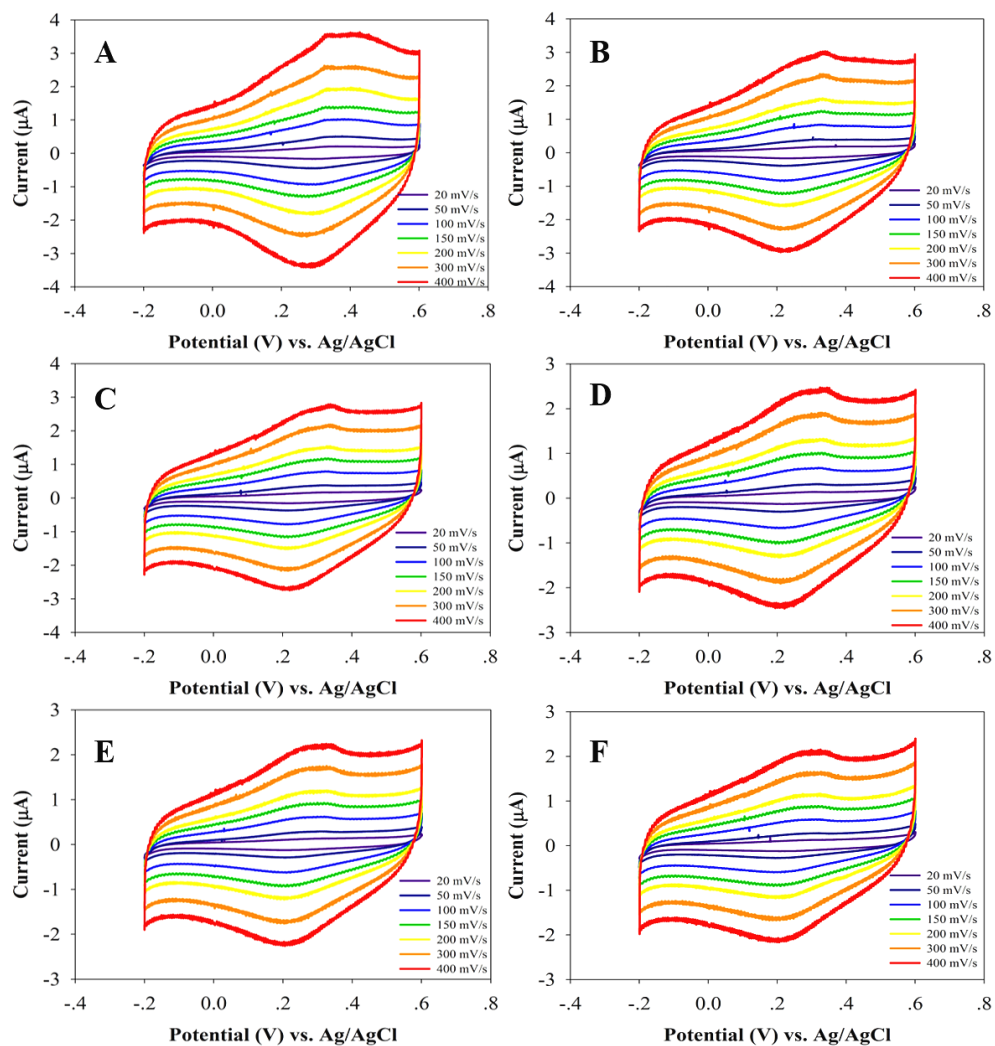 A
Current (µA)
4
3
2
1
0
-1
-2
-3
-4
20 mV/s
50 mV/s
100 mV/s
150 mV/s
200 mV/s
300 mV/s
400 mV/s
-.4 -.2 0.0 .2 .4 .6 .8
Potential (V) vs. Ag/AgCl
B
Current (µA)
4
3
2
1
0
-1
-2
-3
-4
20 mV/s
50 mV/s
100 mV/s
150 mV/s
200 mV/s
300 mV/s
400 mV/s
-.4 -.2 0.0 .2 .4 .6 .8
Potential (V) vs. Ag/AgCl
C
Current (µA)
4
3
2
1
0
-1
-2
-3
-4
20 mV/s
50 mV/s
100 mV/s
150 mV/s
200 mV/s
300 mV/s
400 mV/s
-.4 -.2 0.0 .2 .4 .6 .8
Potential (V) vs. Ag/AgCl
D
Current (µA)
3
2
1
0
-1
-2
-3
20 mV/s
50 mV/s
100 mV/s
150 mV/s
200 mV/s
300 mV/s
400 mV/s
-.4 -.2 0.0 .2 .4 .6 .8
Potential (V) vs. Ag/AgCl
E
Current (µA)
3
2
1
0
-1
-2
-3
20 mV/s
50 mV/s
100 mV/s
150 mV/s
200 mV/s
300 mV/s
400 mV/s
-.4 -.2 0.0 .2 .4 .6 .8
Potential (V) vs. Ag/AgCl
F
Current (µA)
3
2
1
0
-1
-2
-3
20 mV/s
50 mV/s
100 mV/s
150 mV/s
200 mV/s
300 mV/s
400 mV/s
-.4 -.2 0.0 .2 .4 .6 .8
Potential (V) vs. Ag/AgCl